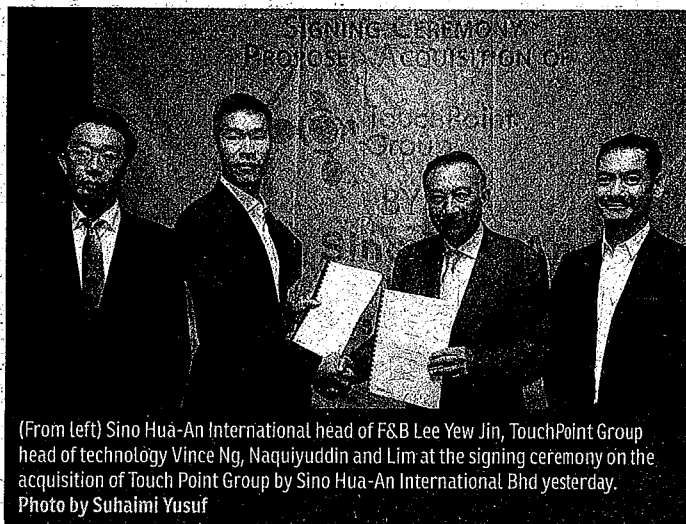 SIGNING CEREMONY
PROPOSED ACQUISITION OF
TouchPoint
Group
BY
Sino
(From left) Sino Hua-An International head of F&B Lee Yew Jin, TouchPoint Group
head of technology Vince Ng, Naquiyuddin and Lim at the signing ceremony on the
acquisition of Touch Point Group by Sino Hua-An International Bhd yesterday.
Photo by Suhaimi Yusuf